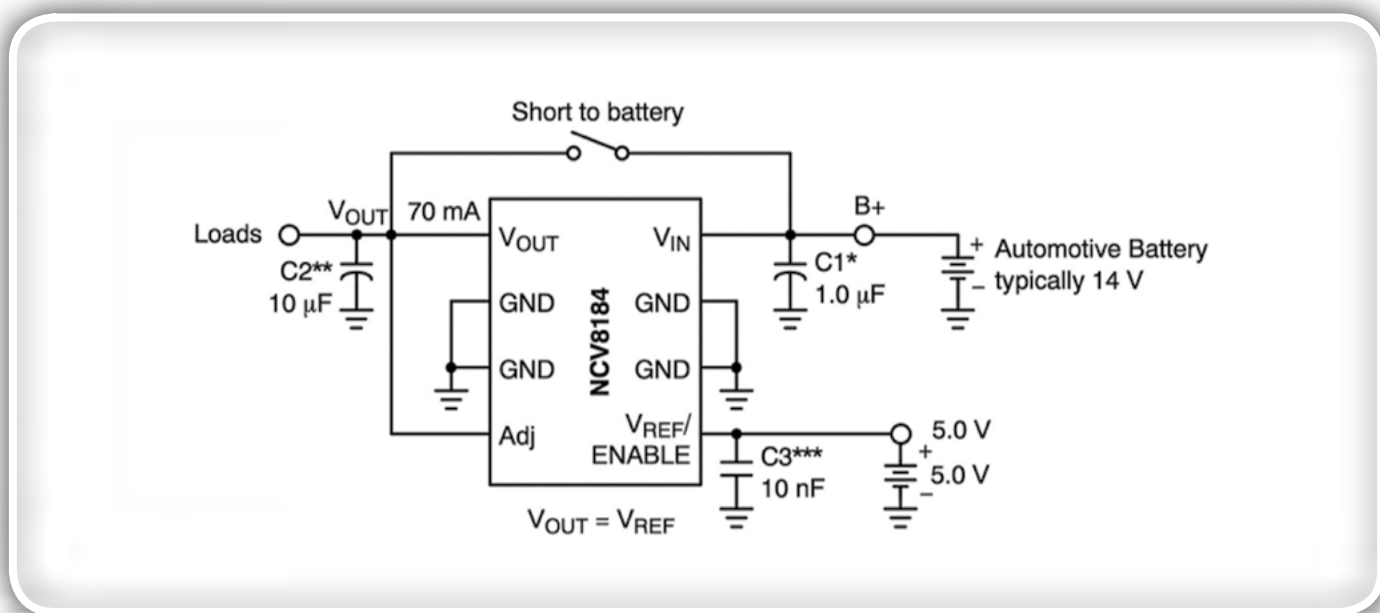 Short to battery
B+
VOUT
70 mA
Loads
VOUT
VIN
+
Automotive Battery
typically 14 V
–
C2**
10 μF
C1*
1.0 μF
GND
GND
NCV8184
GND
GND
Adj
VREF/
ENABLE
5.0 V
+
5.0 V
–
C3***
10 nF
VOUT = VREF